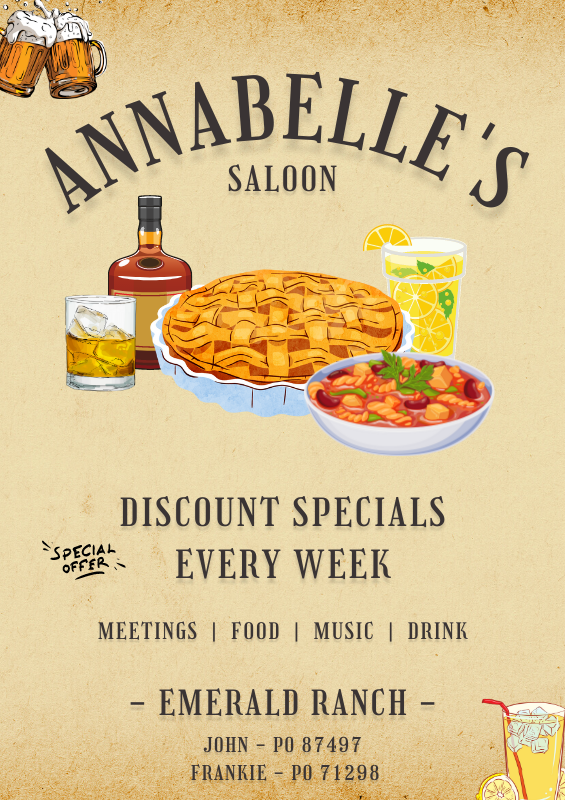 ANNABELLE'S
SALOON
DISCOUNT SPECIALS
EVERY WEEK
SPECIAL
OFFER
MEETINGS | FOOD | MUSIC | DRINK
– EMERALD RANCH –
JOHN – PO 87497
FRANKIE – PO 71298